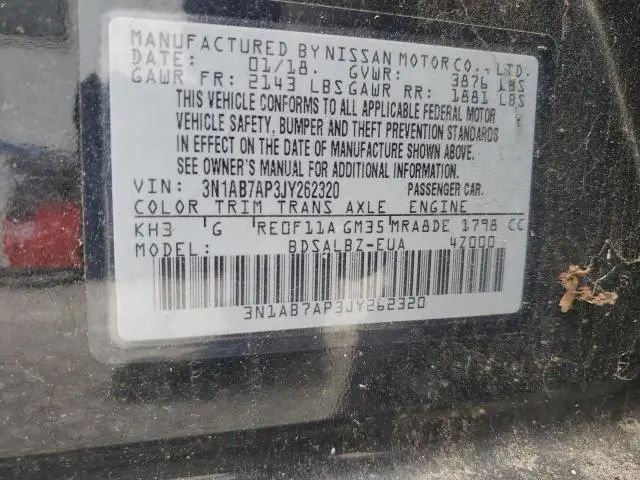 MANUFACTURED BY NISSAN MOTOR CO., LTD.
DATE: 01/18. GVWR: 3876 LBS
GAWR FR: 2143 LBS GAWR RR: 1881 LBS
THIS VEHICLE CONFORMS TO ALL APPLICABLE FEDERAL MOTOR
VEHICLE SAFETY, BUMPER AND THEFT PREVENTION STANDARDS
IN EFFECT ON THE DATE OF MANUFACTURE SHOWN ABOVE.
SEE OWNER'S MANUAL FOR ADDITIONAL INFORMATION.
VIN: 3N1AB7AP3JY262320 PASSENGER CAR.
COLOR TRIM TRANS AXLE ENGINE
KH3 G RE0F11A GM35 MRA8DE 1798 CC
MODEL: BDSALBZ-EUA 4Z000
3N1AB7AP3JY262320